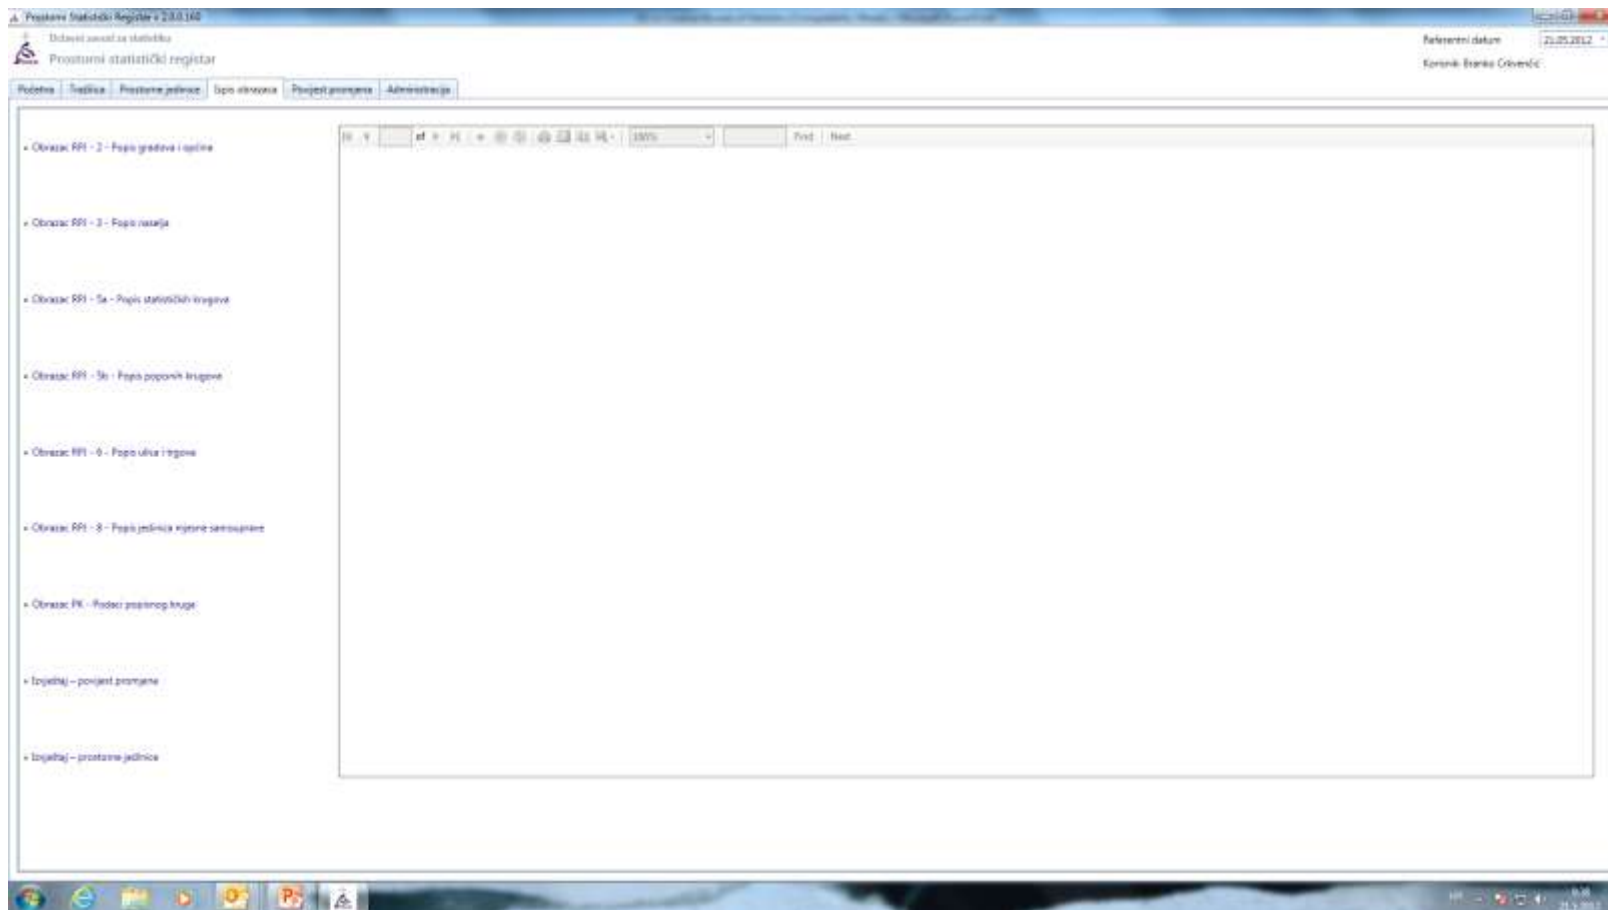 Prostorni Statistički Registar v 2.0.0.160
Državni zavod za statistiku
Prostorni statistički registar
Referentni datum 21.05.2012
Korisnik: Branko Crkvenčić
Početna Tražilica Prostorne jedinice Ispis obrazaca Povijest promjena Administracija
of 100% Find Next
Obrazac RPJ - 2 - Popis gradova i općina
Obrazac RPJ - 3 - Popis naselja
Obrazac RPJ - 5a - Popis statističkih krugova
Obrazac RPJ - 5b - Popis popisnih krugova
Obrazac RPJ - 6 - Popis ulica i trgova
Obrazac RPJ - 8 - Popis jedinica mjesne samouprave
Obrazac PK - Podaci popisnog kruga
Izvještaj – povijest promjena
Izvještaj – prostorne jedinice